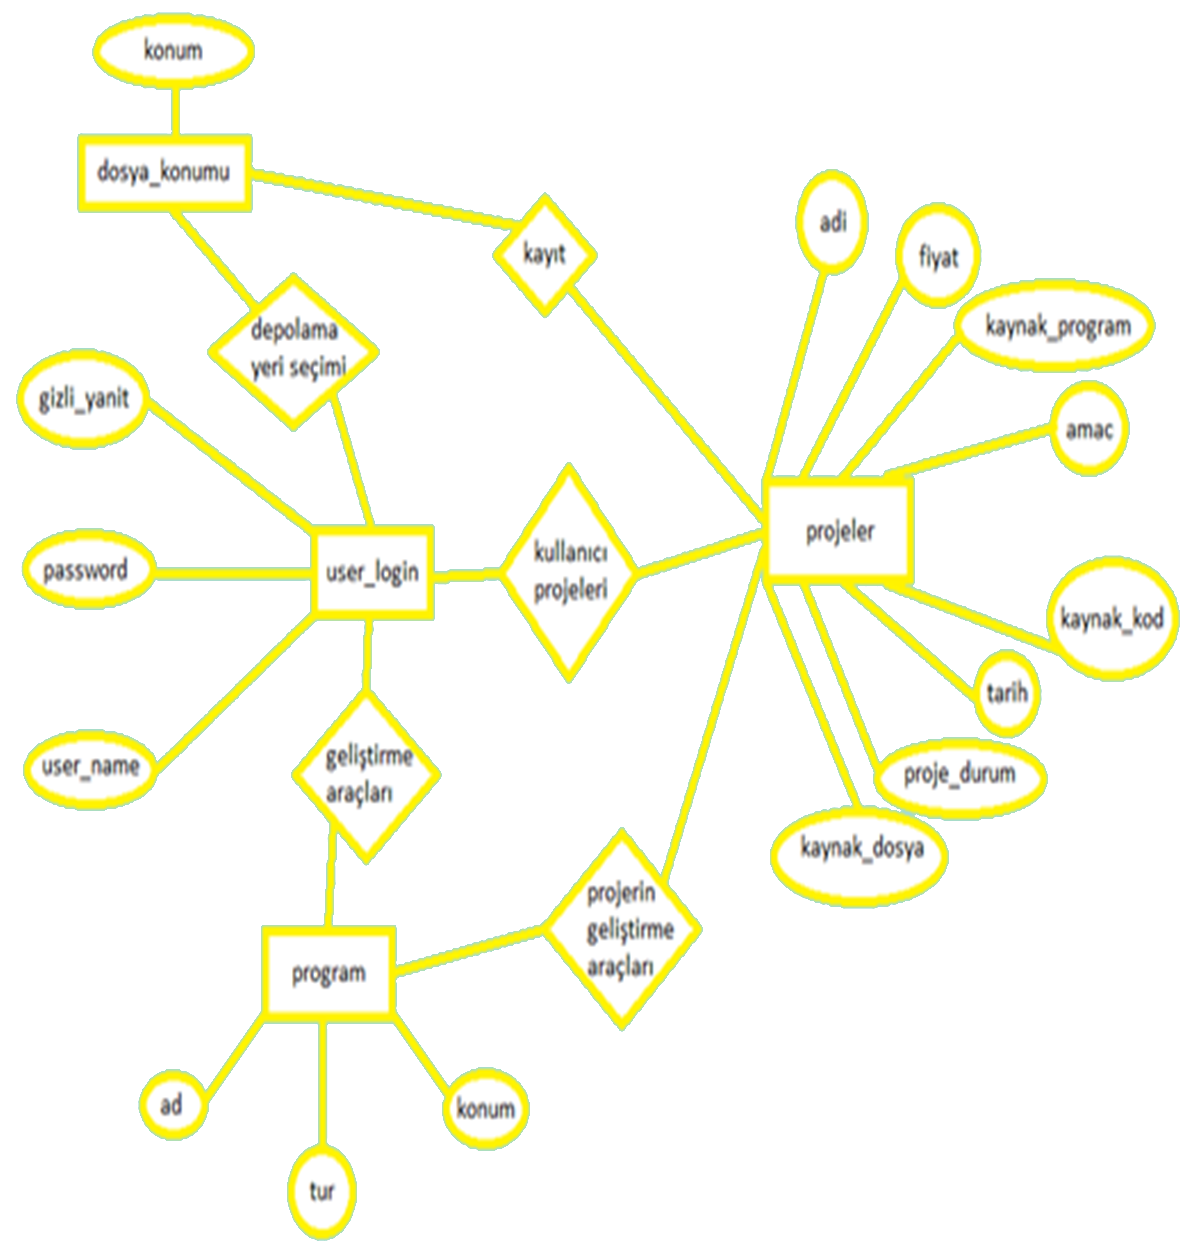 konum
dosya_konumu
kayıt
adi
fiyat
kaynak_program
depolama
yeri seçimi
gizli_yanit
amac
projeler
kullanıcı
projeleri
password
user_login
kaynak_kod
tarih
user_name
geliştirme
araçları
proje_durum
kaynak_dosya
projerin
geliştirme
araçları
program
ad
konum
tur